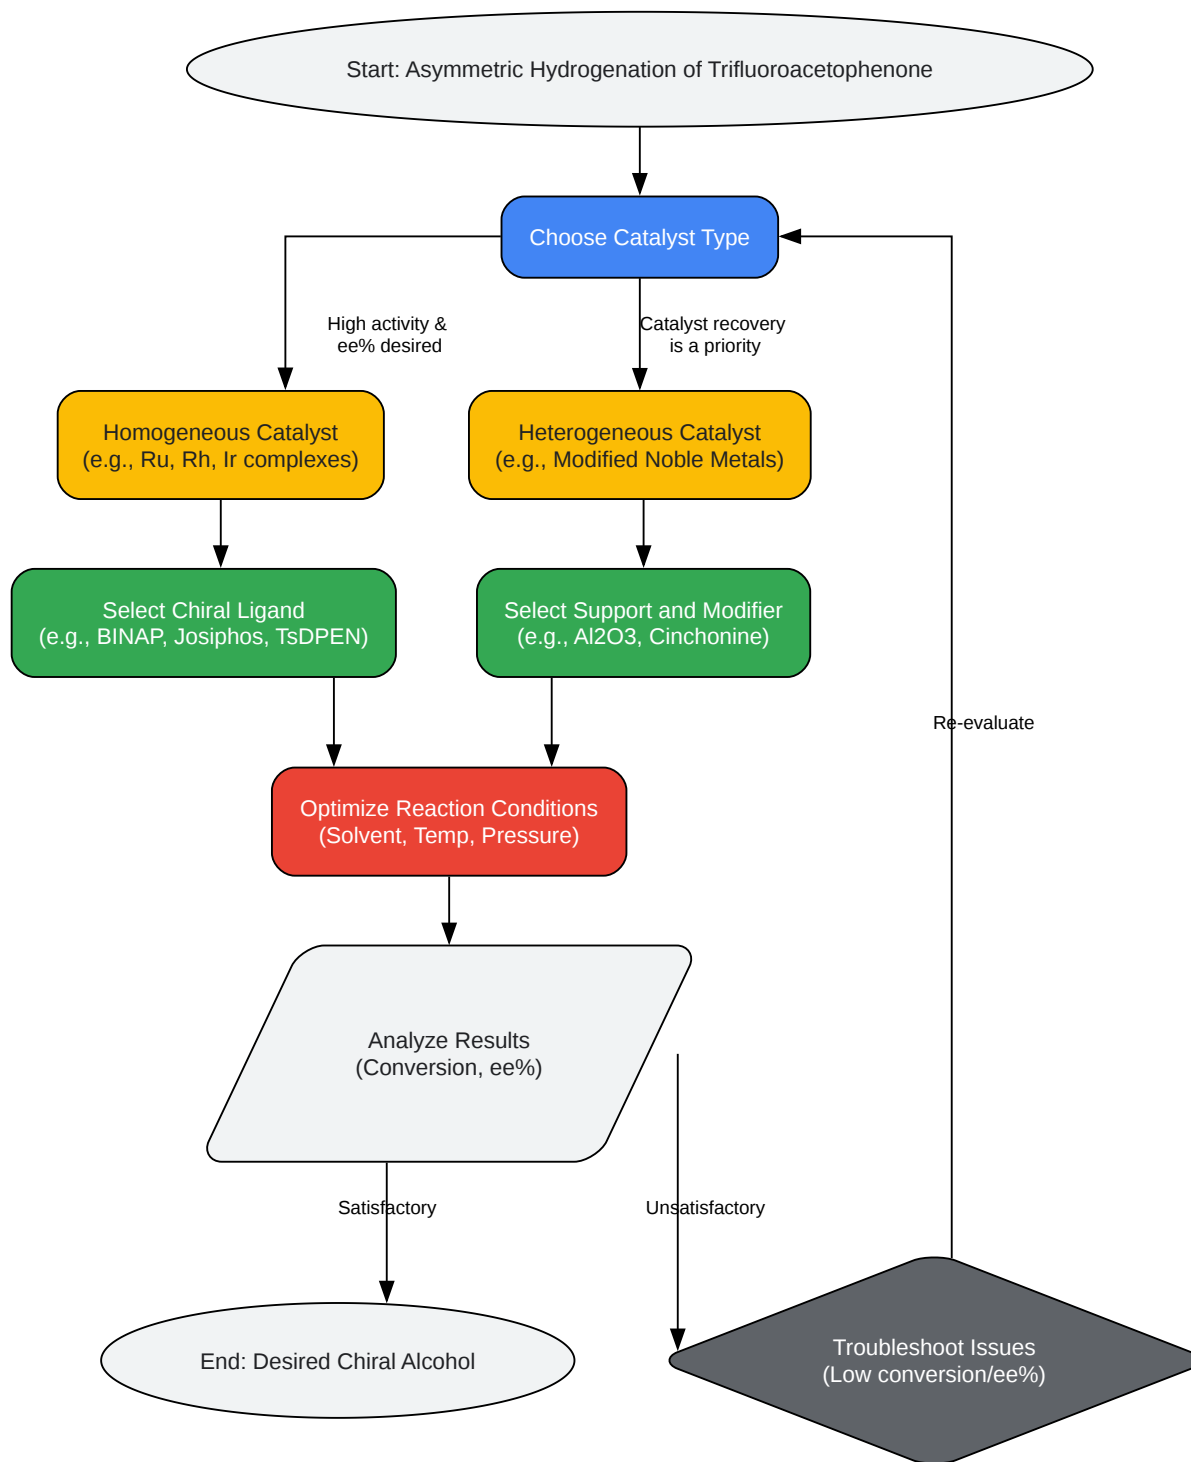 Start: Asymmetric Hydrogenation of Trifluoroacetophenone
Choose Catalyst Type
High activity &
ee% desired
Catalyst recovery
is a priority
Homogeneous Catalyst
(e.g., Ru, Rh, Ir complexes)
Heterogeneous Catalyst
(e.g., Modified Noble Metals)
Select Chiral Ligand
(e.g., BINAP, Josiphos, TsDPEN)
Select Support and Modifier
(e.g., Al2O3, Cinchonine)
Re-evaluate
Optimize Reaction Conditions
(Solvent, Temp, Pressure)
Analyze Results
(Conversion, ee%)
Satisfactory
Unsatisfactory
End: Desired Chiral Alcohol
Troubleshoot Issues
(Low conversion/ee%)